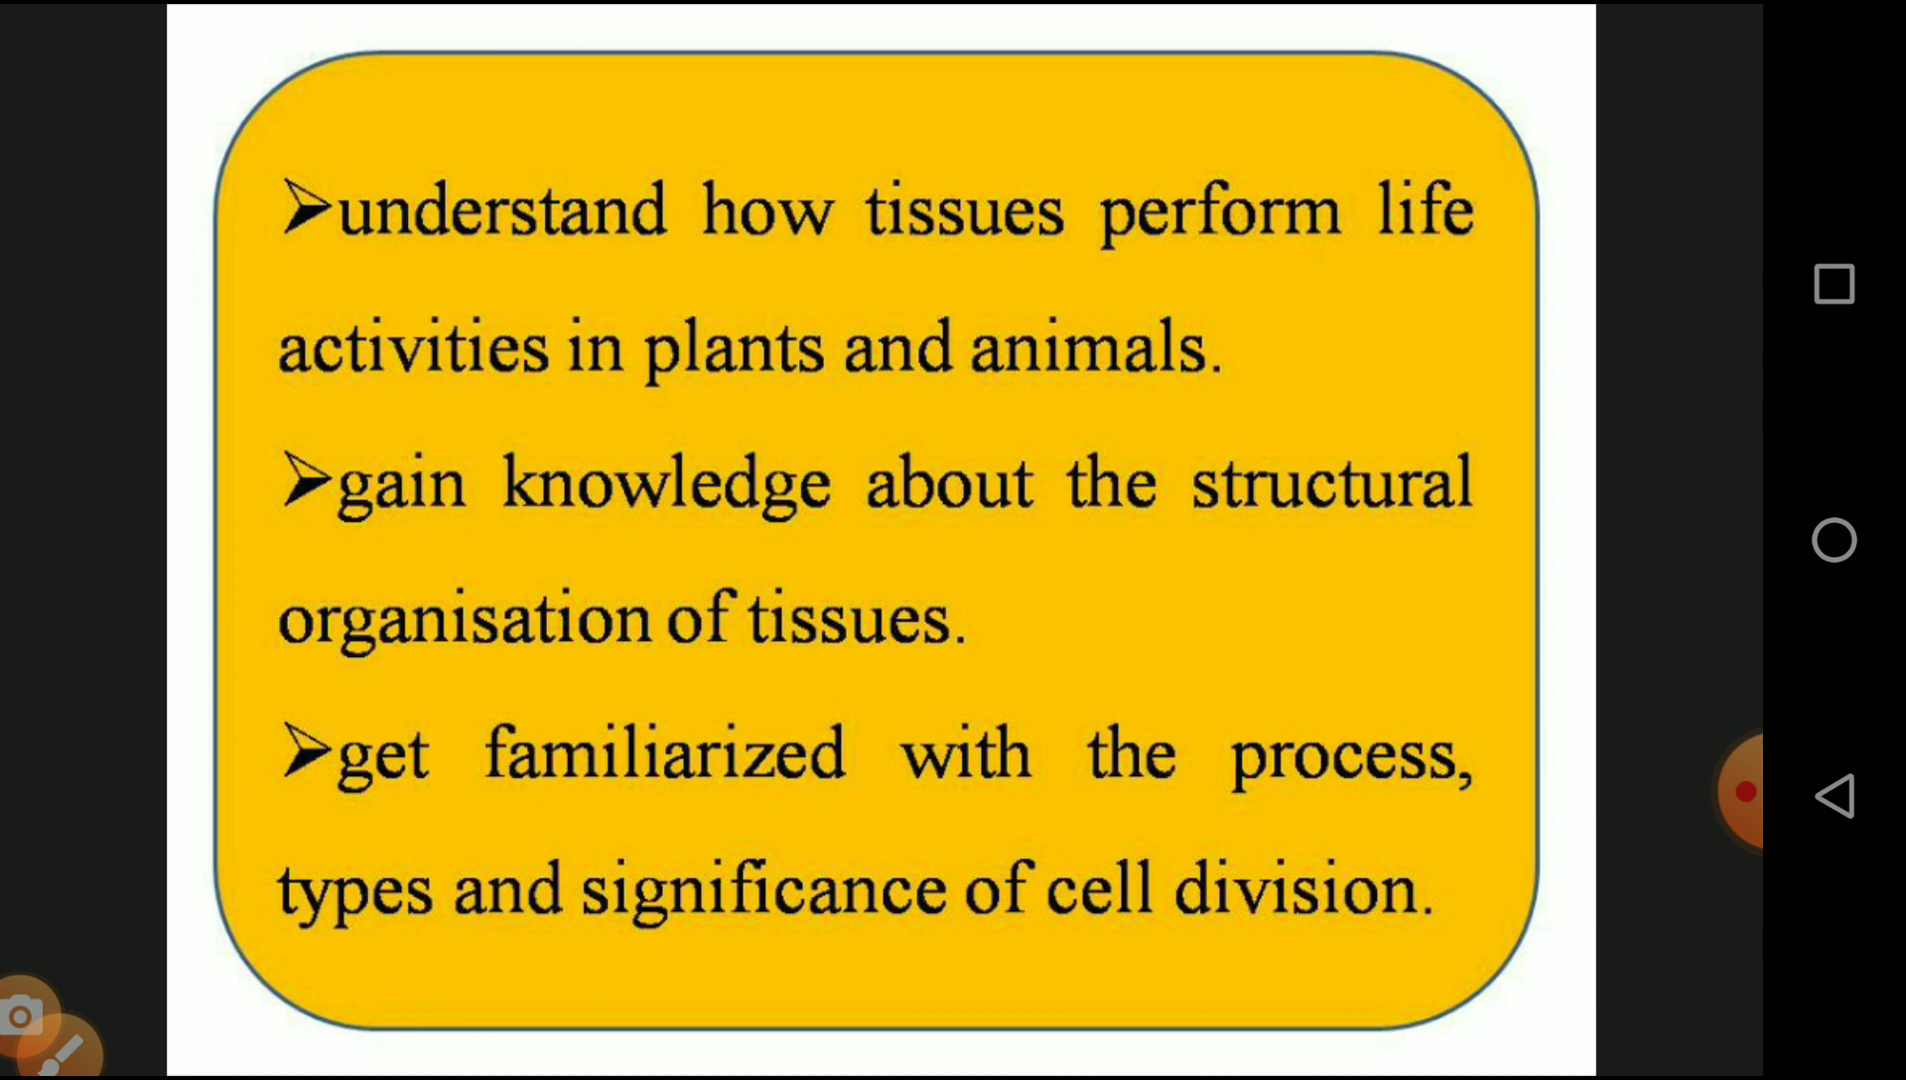 ➢understand how tissues perform life
activities in plants and animals.
➢gain knowledge about the structural
organisation of tissues.
➢get familiarized with the process,
types and significance of cell division.